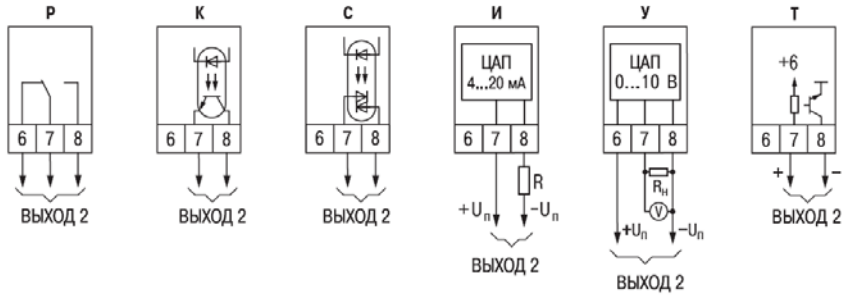 Р К С И У Т
ЦАП ЦАП
4...20 мА 0...10 В +6
6 7 8 6 7 8 6 7 8 6 7 8 6 7 8 6 7 8
R Rн + −
V
+Uп −Uп +Uп −Uп
ВЫХОД 2 ВЫХОД 2 ВЫХОД 2 ВЫХОД 2
ВЫХОД 2 ВЫХОД 2